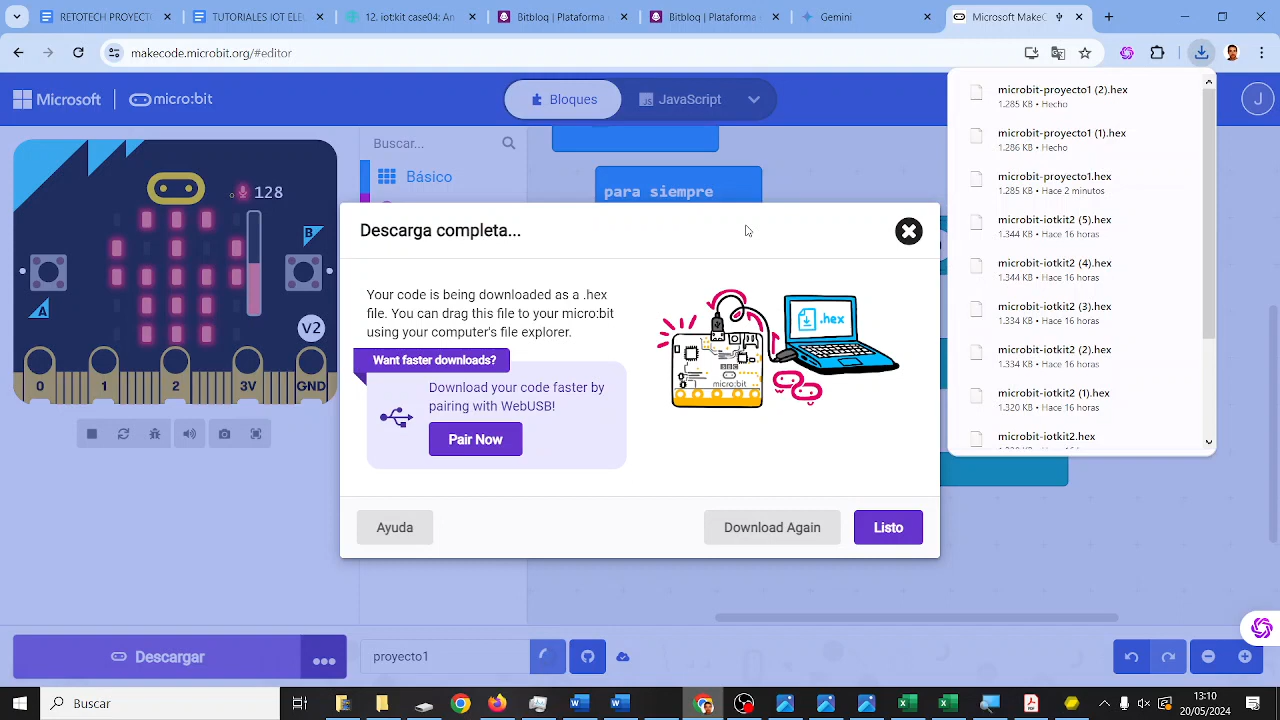 RETOTECH PROYEC
TUTORIALES IOT ELE
12. iotkit case04: An
Bitbloq | Plataforma
Bitbloq | Plataforma
Gemini
Microsoft Make
makecode.microbit.org/#editor
Microsoft
micro:bit
Bloques
JS
JavaScript
J
128
B
A
V2
0
1
2
3V
GND
Buscar...
Básico
para siempre
Descarga completa...
Your code is being downloaded as a .hex
file. You can drag this file to your micro:bit
using your computer's file explorer.
Want faster downloads?
Download your code faster by
pairing with WebUSB!
Pair Now
.hex
micro:bit
Ayuda
Download Again
Listo
microbit-proyecto1 (2).hex
1.285 KB • Hecho
microbit-proyecto1 (1).hex
1.286 KB • Hecho
microbit-proyecto1.hex
1.285 KB • Hace 2 minutos
microbit-iotkit2 (5).hex
1.344 KB • Hace 16 horas
microbit-iotkit2 (4).hex
1.344 KB • Hace 16 horas
microbit-iotkit2 (3).hex
1.334 KB • Hace 16 horas
microbit-iotkit2 (2).hex
1.334 KB • Hace 16 horas
microbit-iotkit2 (1).hex
1.320 KB • Hace 16 horas
microbit-iotkit2.hex
Descargar
proyecto1
Buscar
13:10
20/05/2024